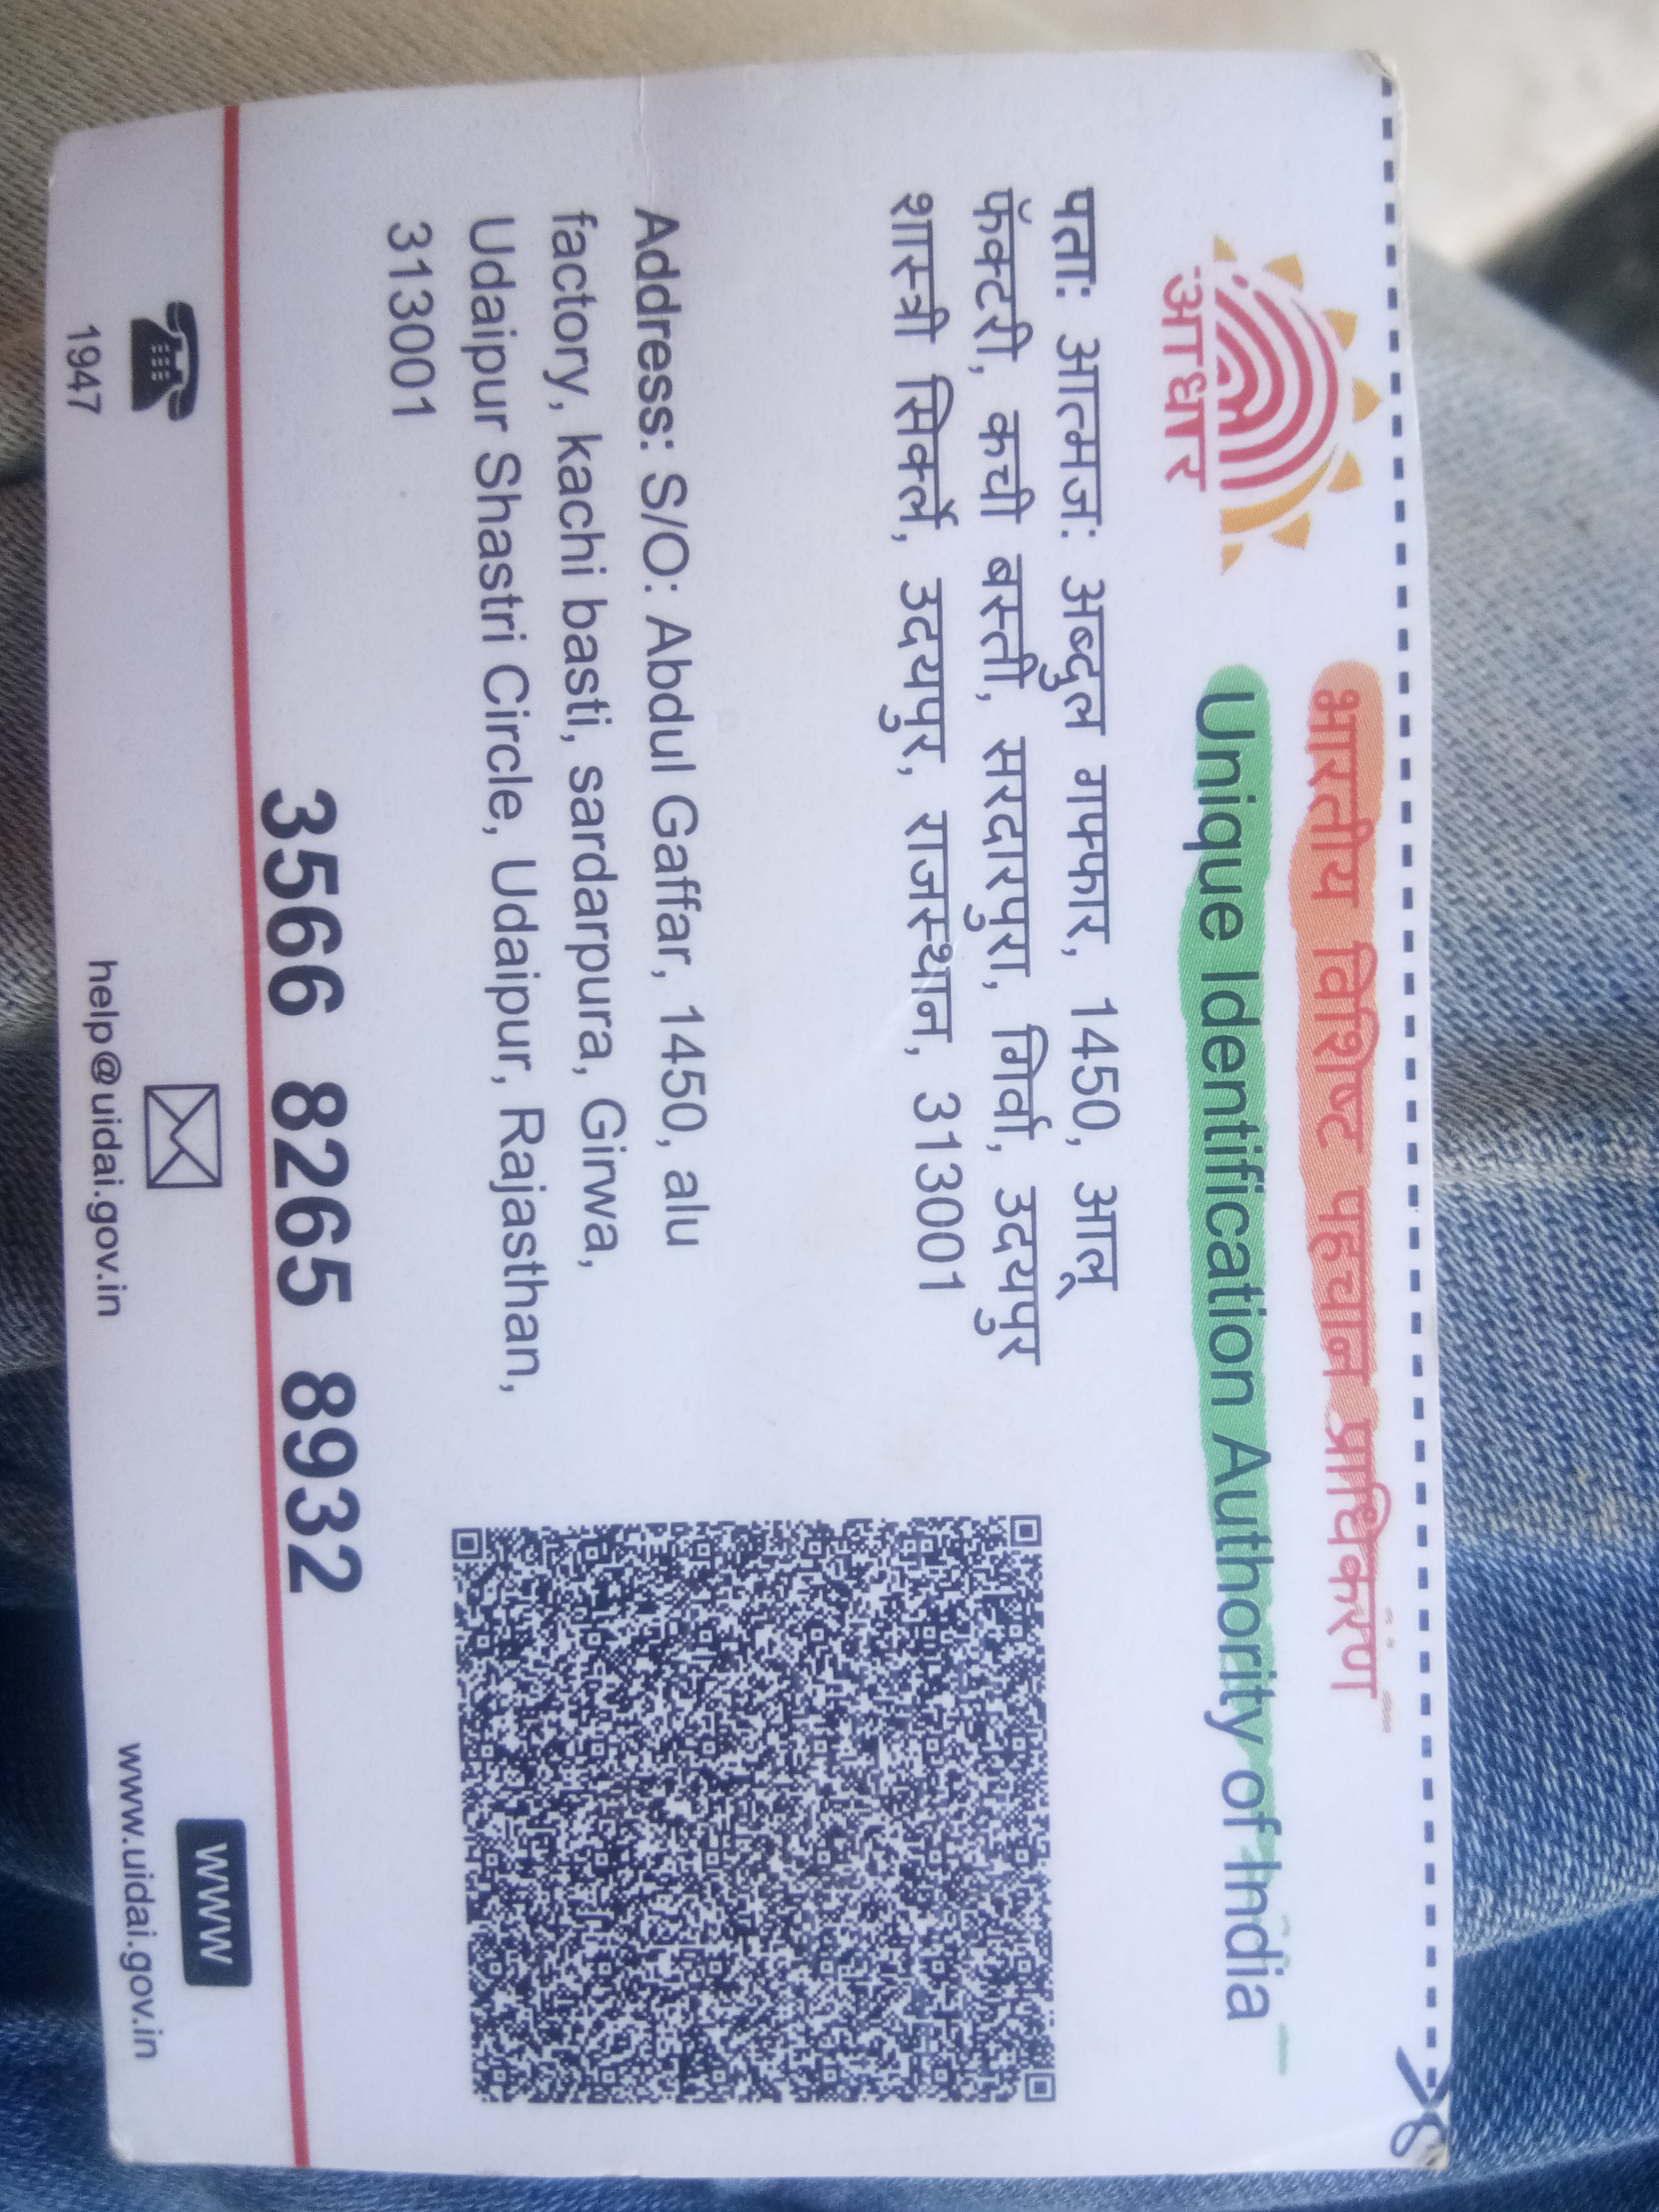 आधार
भारतीय विशिष्ट पहचान प्राधिकरण
Unique Identification Authority of India
पता: आत्मज: अब्दुल गफ्फार, 1450, आलू
फॅक्टरी, कची बस्ती, सरदारपुरा, गिर्वा, उदयपुर
शास्त्री सिर्कले, उदयपुर, राजस्थान, 313001
Address: S/O: Abdul Gaffar, 1450, alu
factory, kachi basti, sardarpura, Girwa,
Udaipur Shastri Circle, Udaipur, Rajasthan,
313001
3566 8265 8932
1947
help@uidai.gov.in
www
www.uidai.gov.in